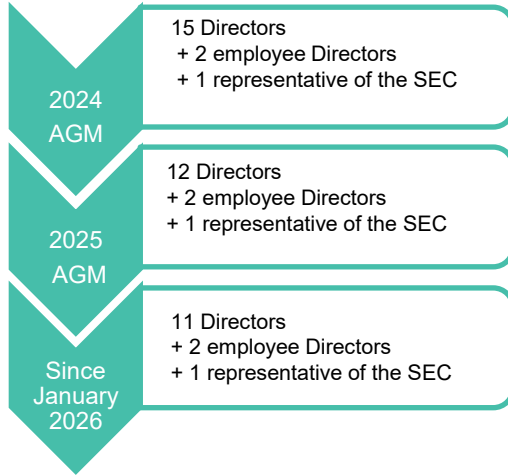 2024
AGM
15 Directors
+ 2 employee Directors
+ 1 representative of the SEC
2025
AGM
12 Directors
+ 2 employee Directors
+ 1 representative of the SEC
Since
January
2026
11 Directors
+ 2 employee Directors
+ 1 representative of the SEC